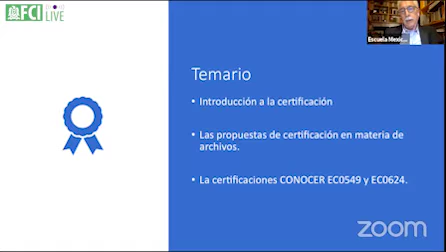 FCI
LIVE
Escuela Mexic...
Temario
• Introducción a la certificación
• Las propuestas de certificación en materia de
archivos.
• La certificaciones CONOCER EC0549 y EC0624.
zoom